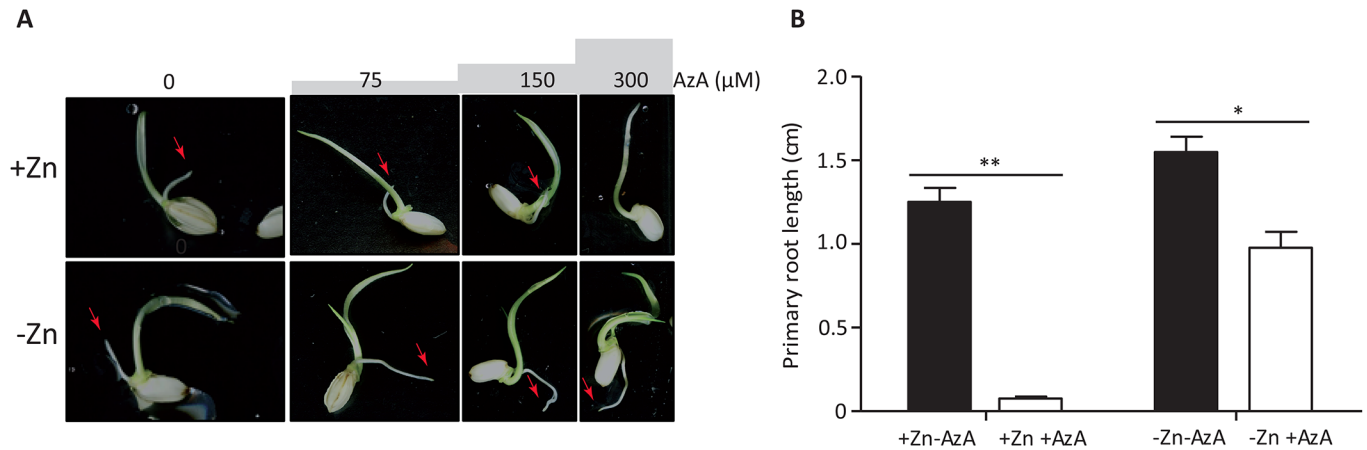 A
0 75 150 300 AzA (μM)
+Zn
-Zn
B
2.0
1.5
1.0
0.5
0
Primary root length (cm)
**
*
+Zn-AzA +Zn +AzA -Zn-AzA -Zn +AzA